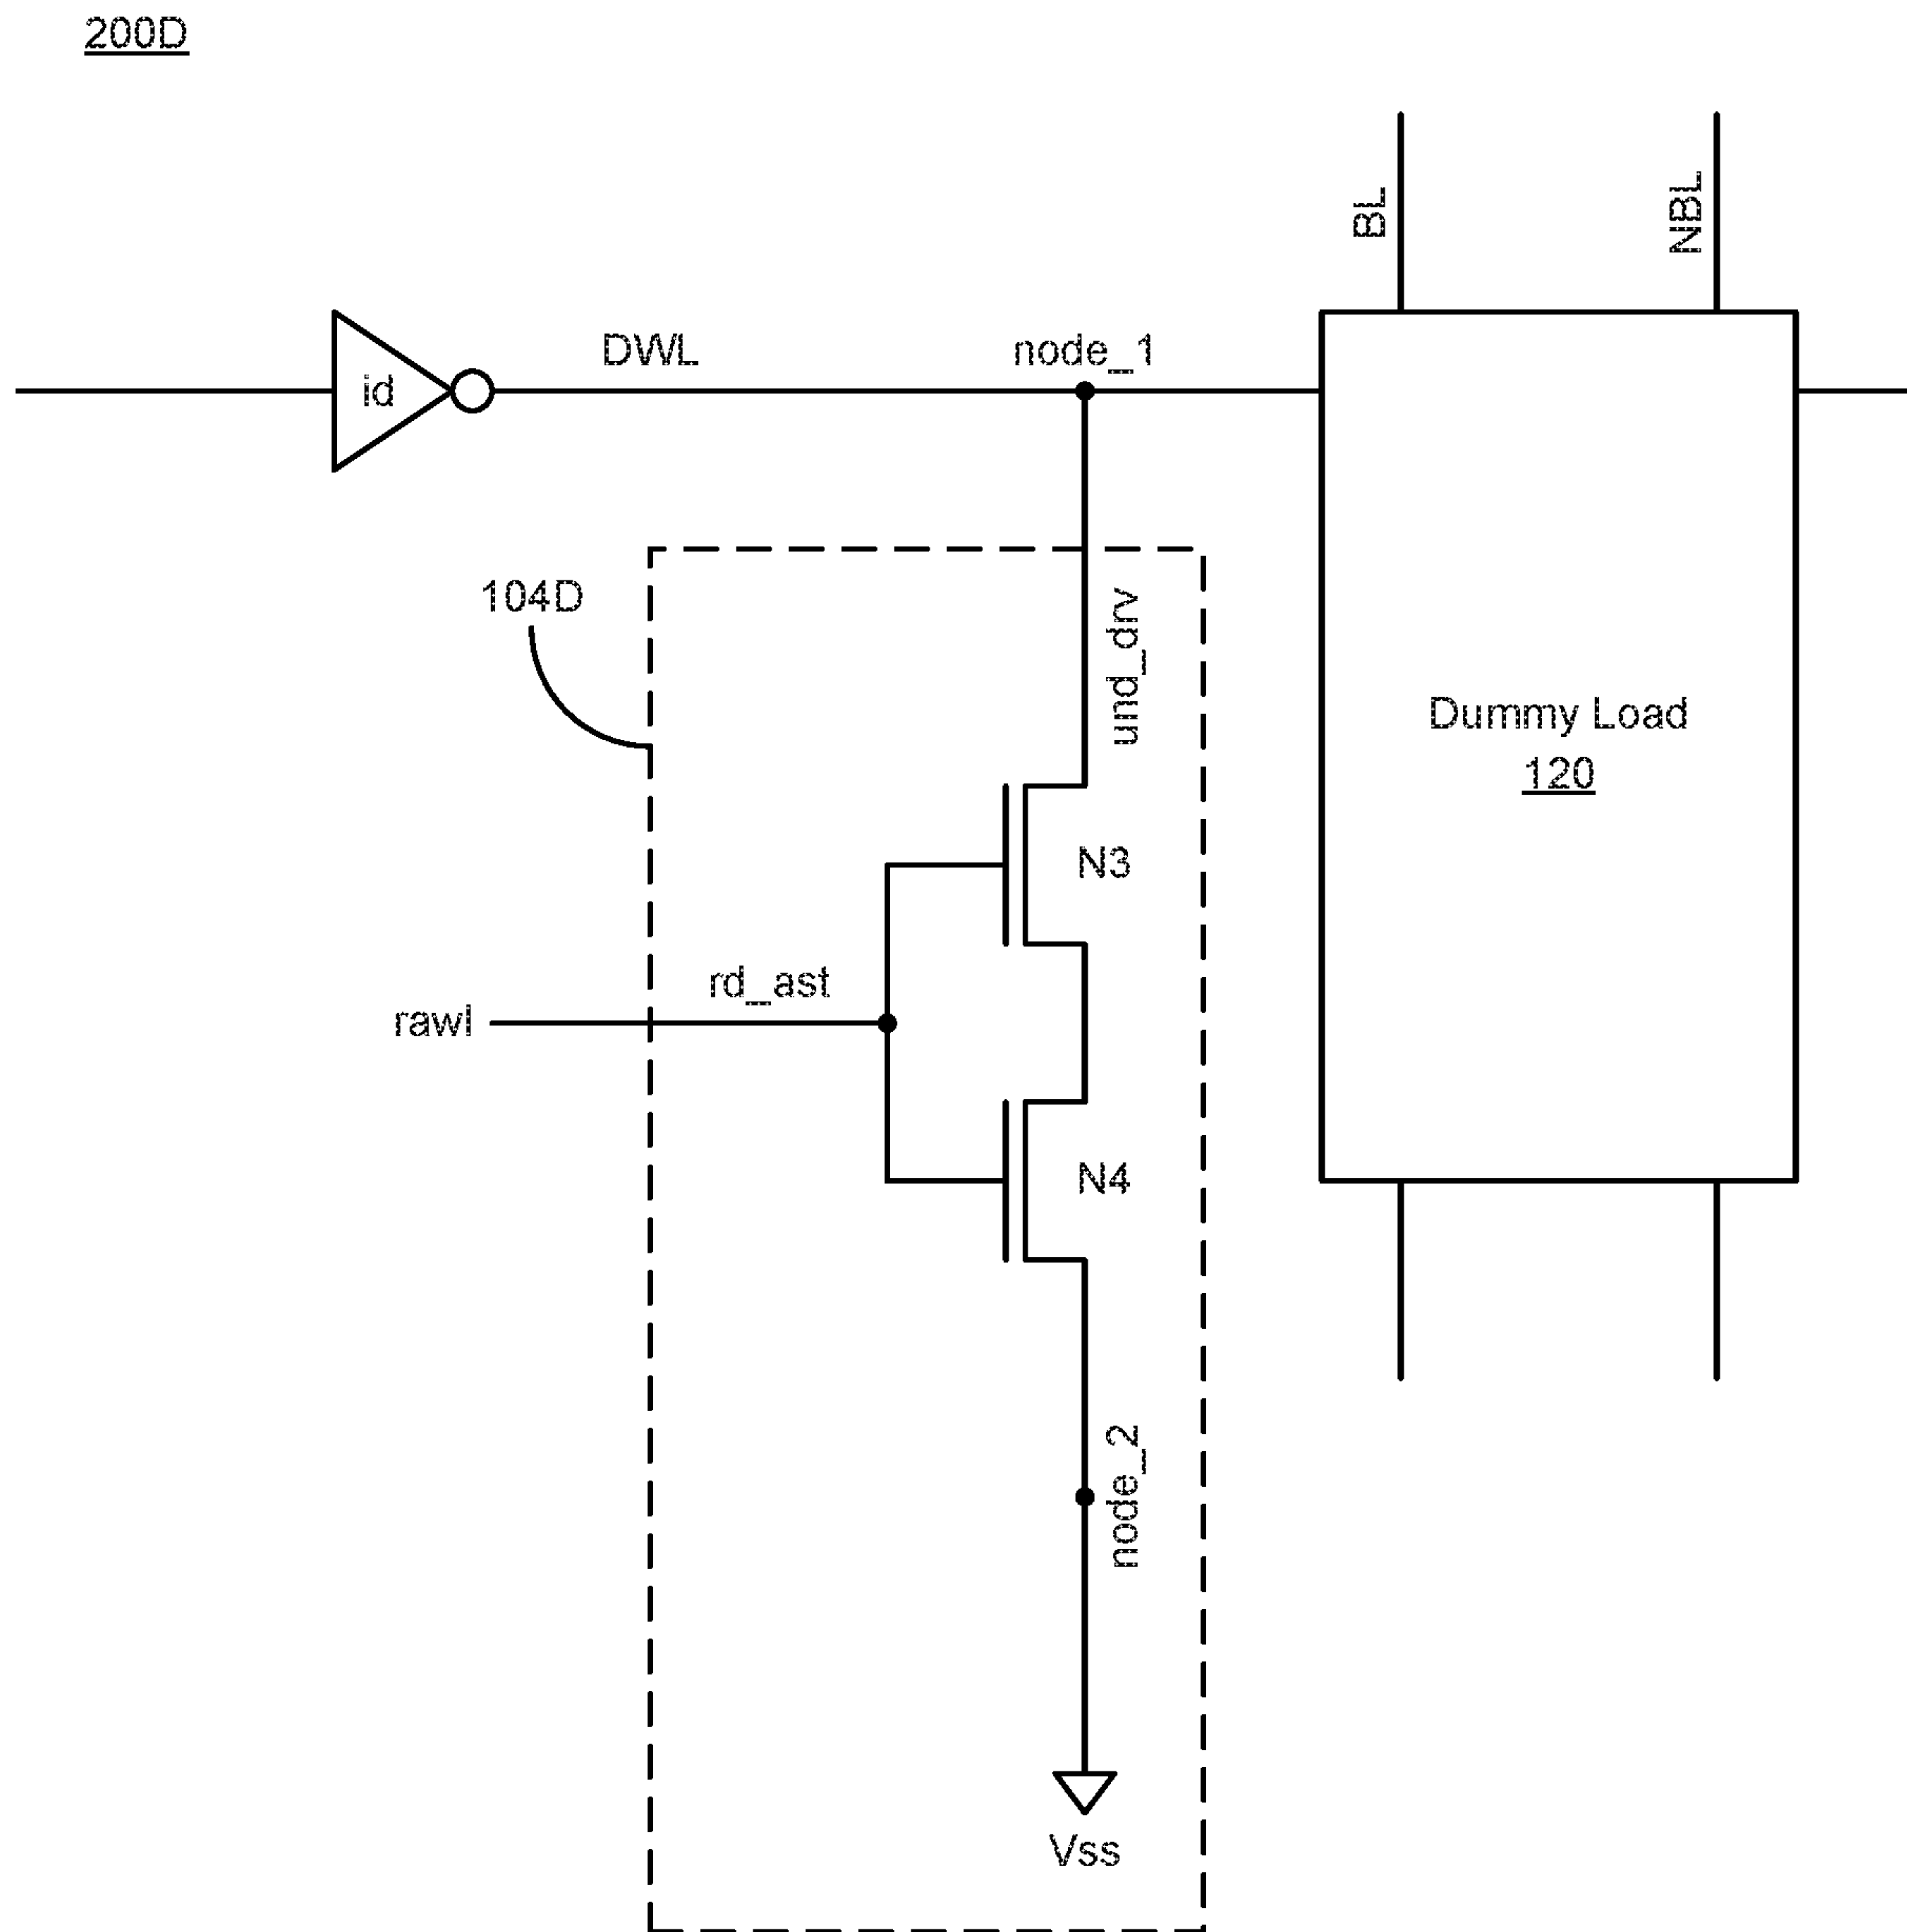 200D
BL
NBL
DWL
node_1
id
104D
und_drv
Dummy Load
120
N3
rd_ast
rawl
N4
node_2
Vss